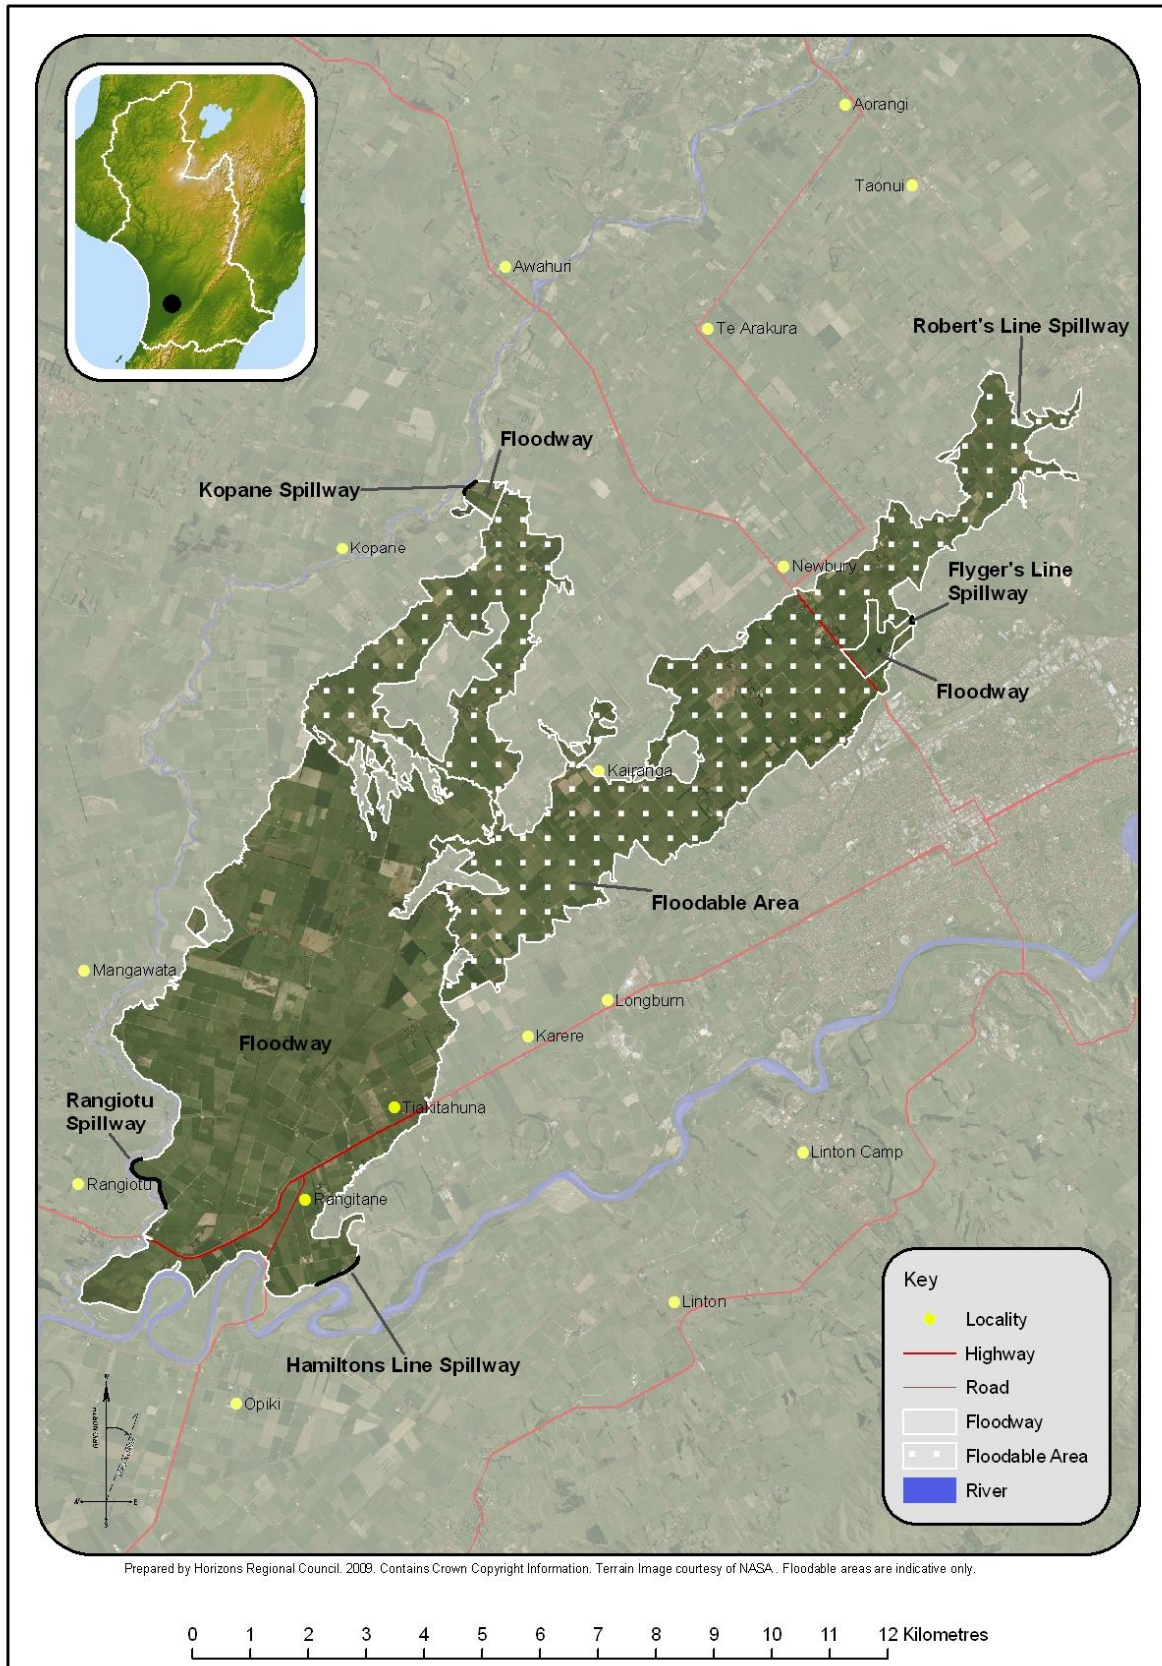 Aorangi
Taonui
Awahuri
Te Arakura
Robert's Line Spillway
Floodway
Kopane Spillway
Kopane
Newbury
Flyger's Line
Spillway
Floodway
Kairanga
Floodable Area
Mangawata
Longburn
Karere
Floodway
Rangiotu
Spillway
Tiakitahuna
Linton Camp
Rangiotu
Rangitane
Linton
Hamiltons Line Spillway
Opiki
Key
Locality
Highway
Road
Floodway
Floodable Area
River
N
GRID NORTH
W
E
S
Prepared by Horizons Regional Council. 2009. Contains Crown Copyright Information. Terrain Image courtesy of NASA . Floodable areas are indicative only.
0 1 2 3 4 5 6 7 8 9 10 11 12 Kilometres